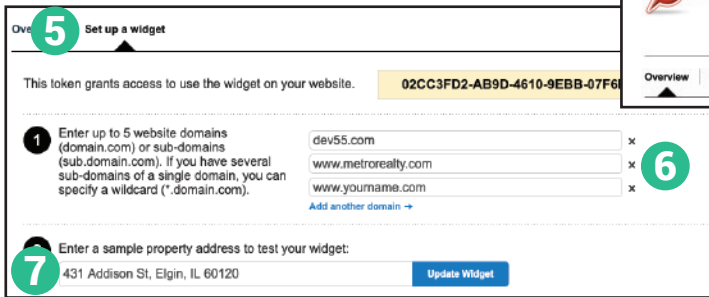 5 Set up a widget
Overview
This token grants access to use the widget on your website. 02CC3FD2-AB9D-4610-9EBB-07F6
1 Enter up to 5 website domains
(domain.com) or sub-domains
(sub.domain.com). If you have several
sub-domains of a single domain, you can
specify a wildcard (*.domain.com).
dev55.com x
www.metrorealty.com x
www.yourname.com x
6
Add another domain →
Enter a sample property address to test your widget:
7 431 Addison St, Elgin, IL 60120 Update Widget